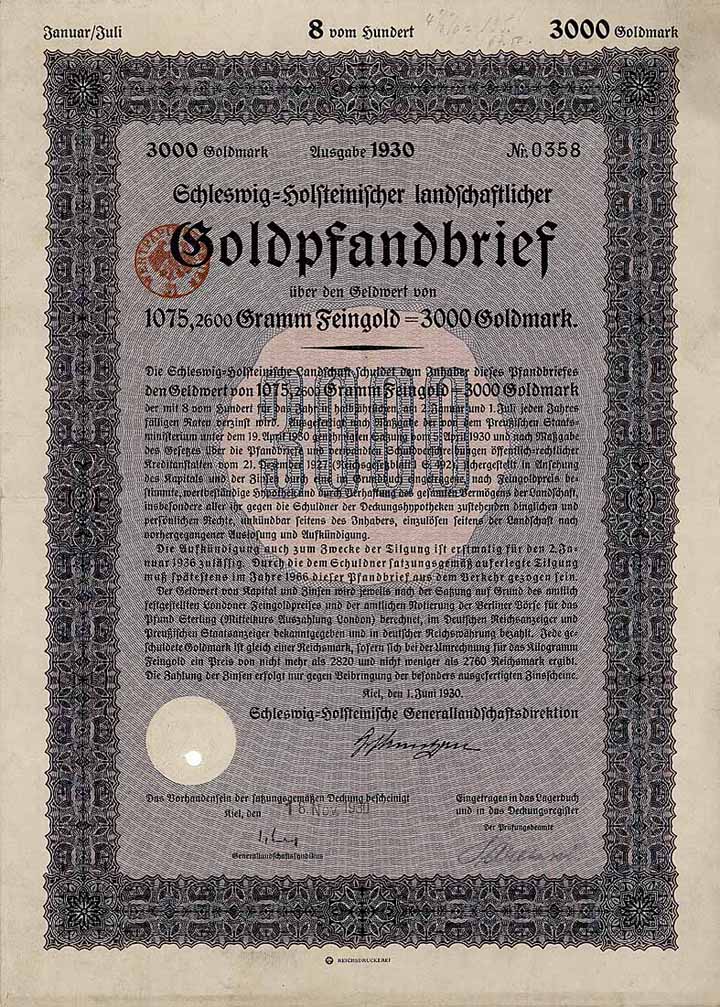 Januar/Juli
8 vom Hundert
3000 Goldmark
3000 Goldmark Ausgabe 1930 Nr. 0358
Schleswig=Holsteinischer landschaftlicher
Goldpfandbrief
über den Geldwert von
1075,2600 Gramm Feingold = 3000 Goldmark.
3000
Die Schleswig=Holsteinische Landschaft schuldet dem Inhaber dieses Pfandbriefes
den Geldwert von 1075,2600 Gramm Feingold = 3000 Goldmark
der mit 8 vom Hundert für das Jahr in halbjährlichen, am 2. Januar und 1. Juli jeden Jahres
fälligen Raten verzinst wird. Ausgefertigt nach Maßgabe der von dem Preußischen Staats-
ministerium unter dem 19. April 1930 genehmigten Satzung vom April 1930 und nach Maßgabe
des Gesetzes über die Pfandbriefe und verwandten Schuldverschreibungen öffentlich=rechtlicher
Kreditanstalten vom 21. 1927 (Reichsgesetzbl. I S. 492) sichergestellt in Ansehung
des Kapitals und der Zinsen durch nach Feingoldpreis be-
stimmte, wertbeständige Hypotheken und durch Verhaftung des gesamten Vermögens der Landschaft,
insbesondere aller ihr gegen die Schuldner der Deckungshypotheken zustehenden dinglichen und
persönlichen Rechte, unkündbar seitens des Inhabers, einzulösen seitens der Landschaft nach
vorhergegangener Auslosung und Aufkündigung.
Die Aufkündigung auch zum Zwecke der Tilgung ist erstmalig für den 2. Ja-
nuar 1936 zulässig. Durch die dem Schuldner satzungsgemäß auferlegte Tilgung
muß spätestens im Jahre 1966 dieser Pfandbrief aus dem Verkehr gezogen sein.
Der Geldwert von Kapital und Zinsen wird jeweils nach der Satzung auf Grund des amtlich
festgestellten Londoner Feingoldpreises und der amtlichen Notierung der Berliner Börse für das
Pfund Sterling (Mittelkurs Auszahlung London) berechnet, im Deutschen Reichsanzeiger und
Preußischen Staatsanzeiger bekanntgegeben und in deutscher Reichswährung bezahlt. Jede ge-
schuldete Goldmark ist gleich einer Reichsmark, sofern sich bei der Umrechnung für das Kilogramm
Feingold ein Preis von nicht mehr als 2820 und nicht weniger als 2760 Reichsmark ergibt.
Die Zahlung der Zinsen erfolgt nur gegen Beibringung der besonders ausgefertigten Zinsscheine.
Kiel, den 1. Juni 1930.
Schleswig=Holsteinische Generallandschaftsdirektion
Das Vorhandensein der satzungsgemäßen Deckung bescheinigt
Kiel, den 18. Nov. 1930
Generallandschaftssyndikus
Eingetragen in das Lagerbuch
und in das Deckungsregister
Der Prüfungsbeamte
REICHSDRUCKEREI